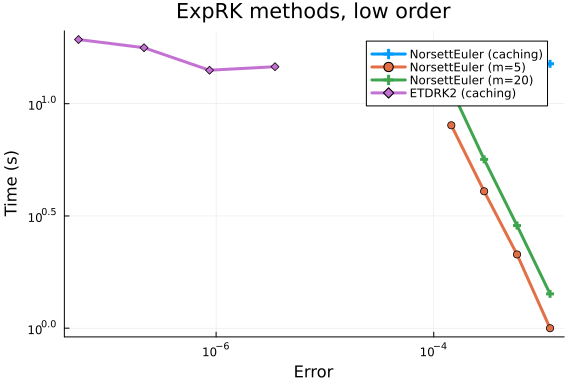 ExpRK methods, low order
NorsettEuler (caching)
NorsettEuler (m=5)
NorsettEuler (m=20)
ETDRK2 (caching)
Time (s)
10^1.0
10^0.5
10^0.0
10^-6
10^-4
Error